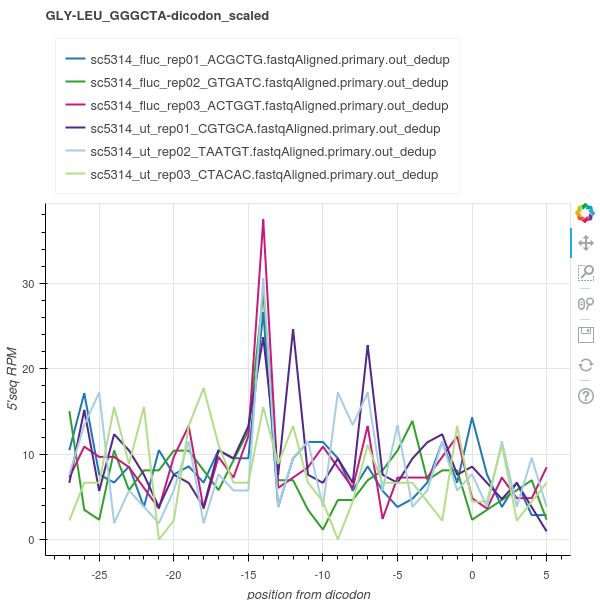 GLY-LEU_GGGCTA-dicodon_scaled
sc5314_fluc_rep01_ACGCTG.fastqAligned.primary.out_dedup
sc5314_fluc_rep02_GTGATC.fastqAligned.primary.out_dedup
sc5314_fluc_rep03_ACTGGT.fastqAligned.primary.out_dedup
sc5314_ut_rep01_CGTGCA.fastqAligned.primary.out_dedup
sc5314_ut_rep02_TAATGT.fastqAligned.primary.out_dedup
sc5314_ut_rep03_CTACAC.fastqAligned.primary.out_dedup
5'seq RPM
30
20
10
0
-25 -20 -15 -10 -5 0 5
position from dicodon